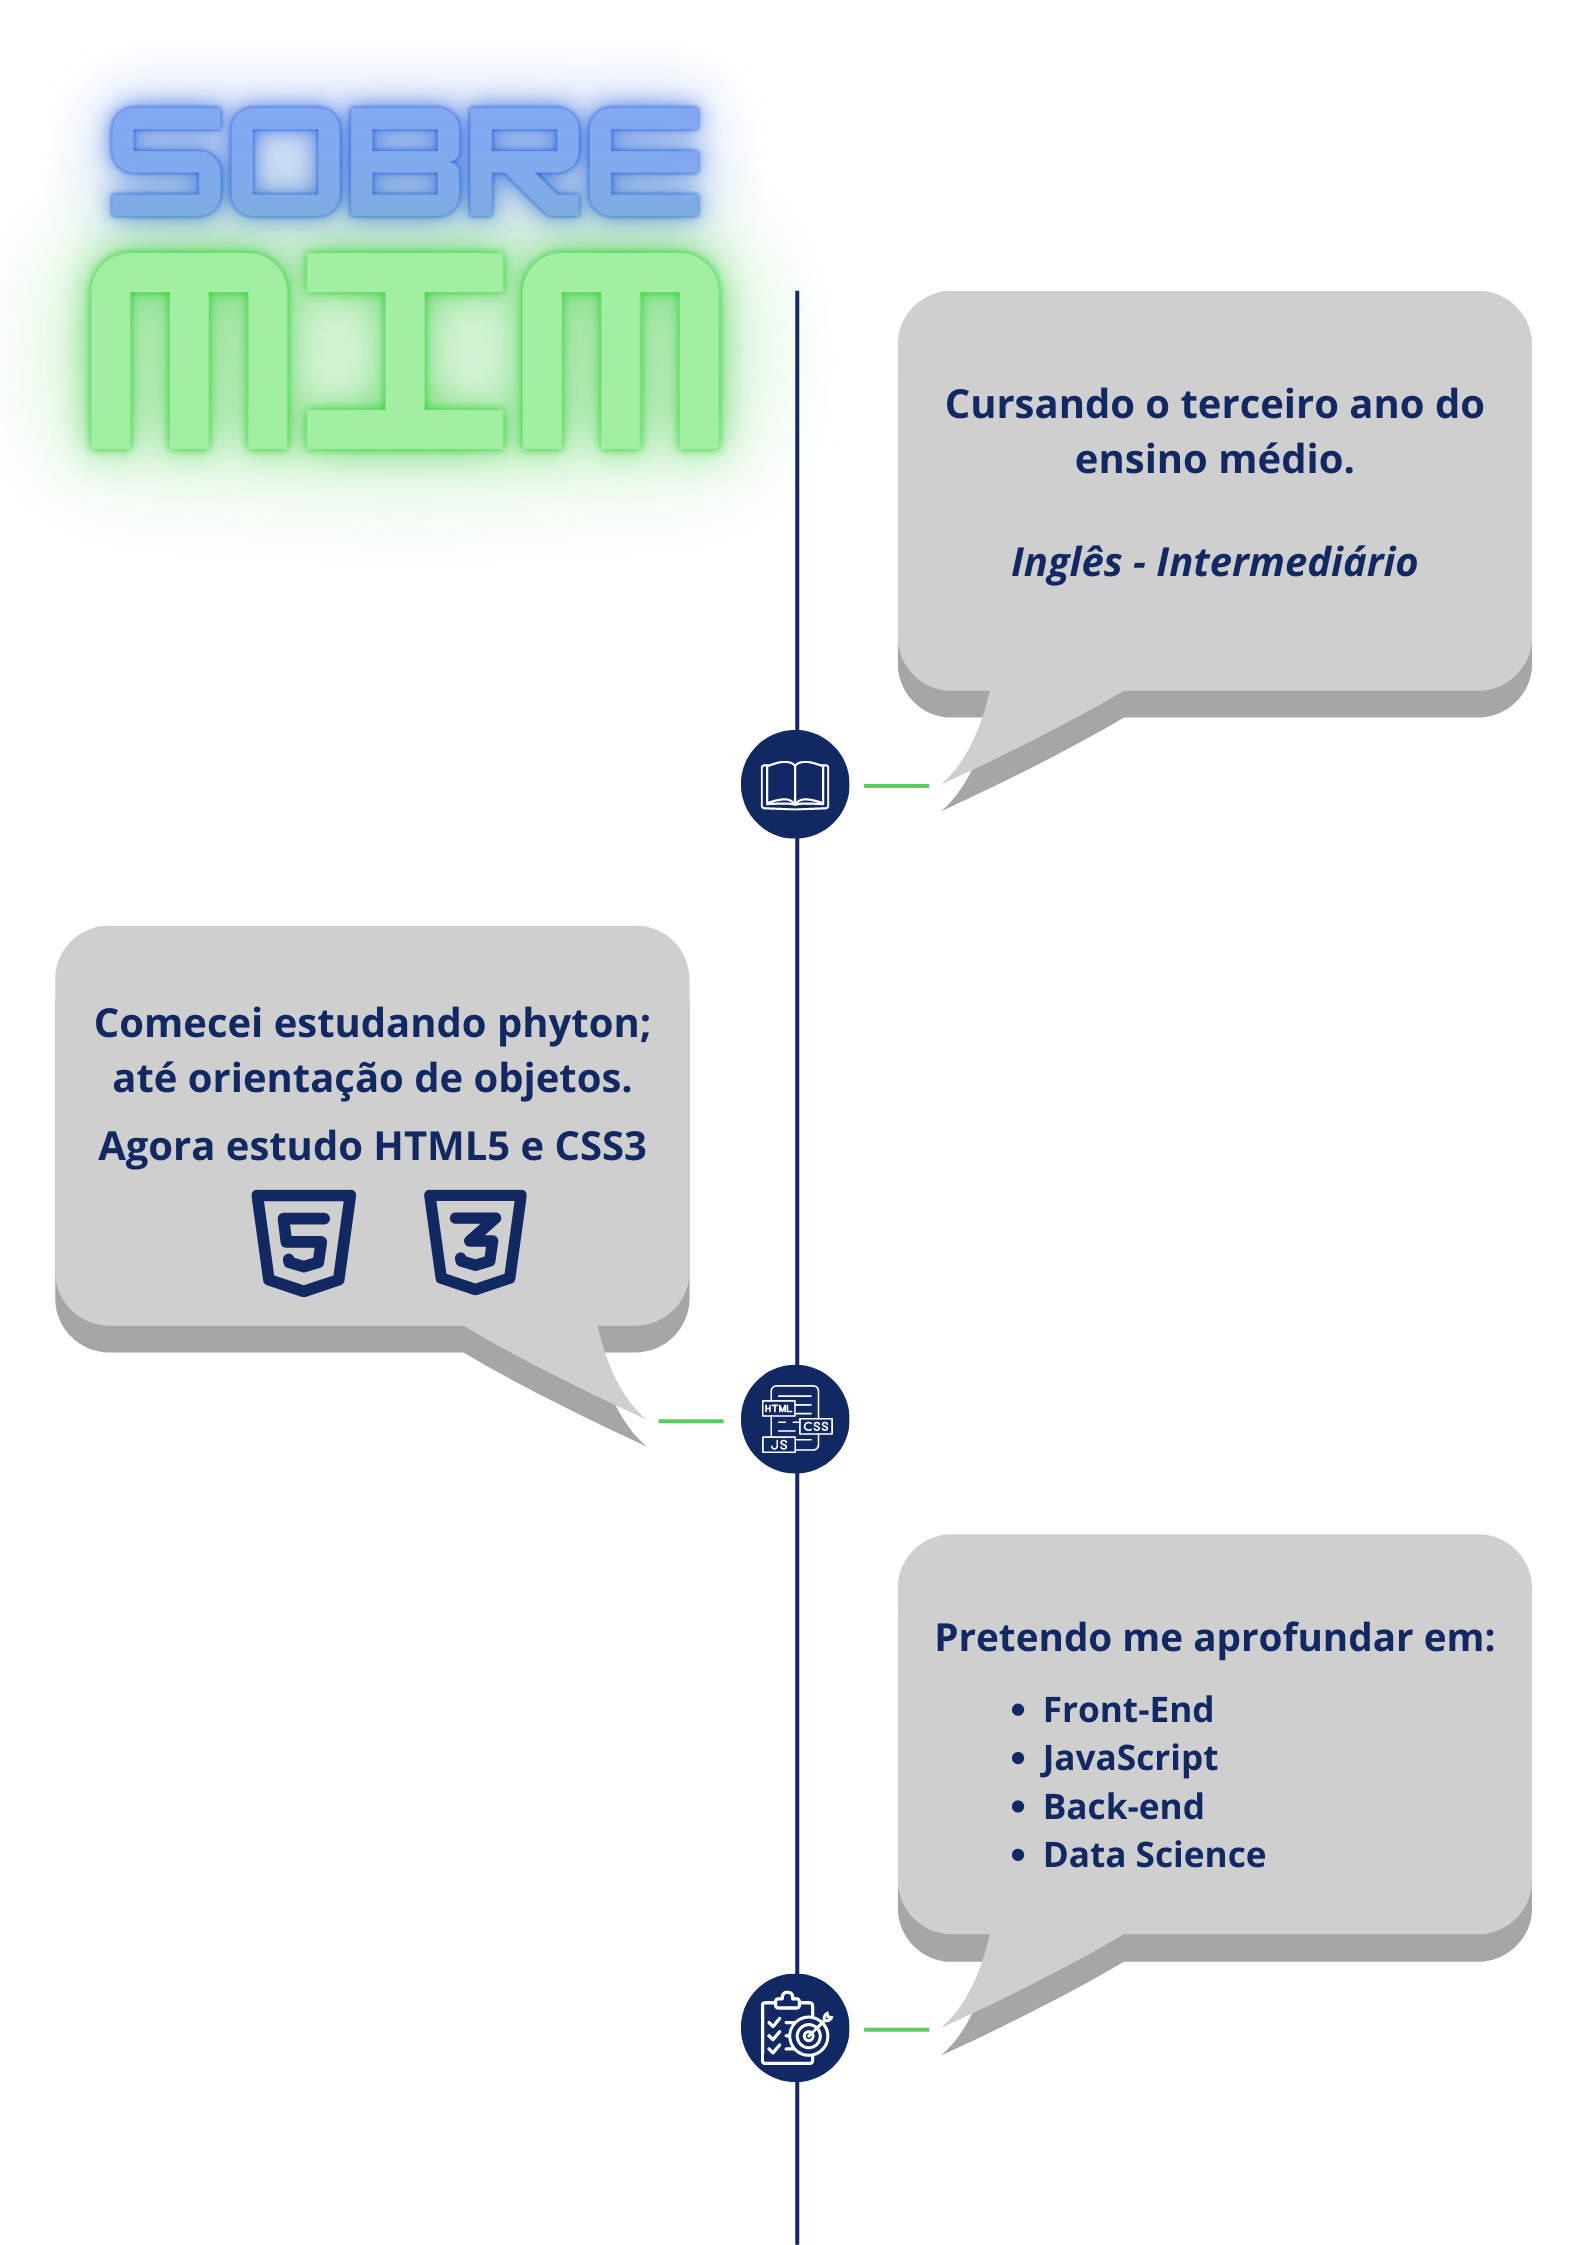 SOBRE
MIM
Cursando o terceiro ano do
ensino médio.
Inglês - Intermediário
Comecei estudando phyton;
até orientação de objetos.
Agora estudo HTML5 e CSS3
5 3
HTML
CSS
JS
Pretendo me aprofundar em:
• Front-End
• JavaScript
• Back-end
• Data Science